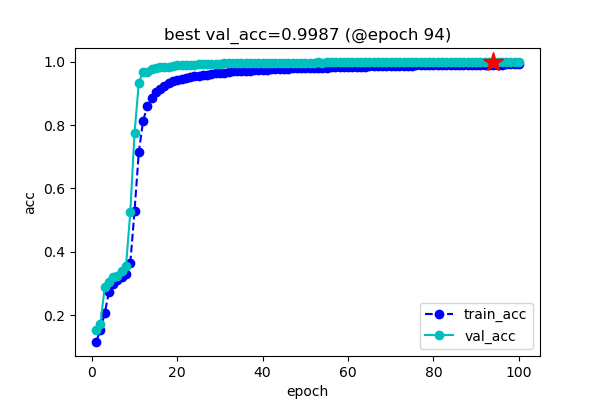 best val_acc=0.9987 (@epoch 94)
1.0
0.8
0.6
0.4
0.2
acc
0 20 40 60 80 100
epoch
train_acc
val_acc